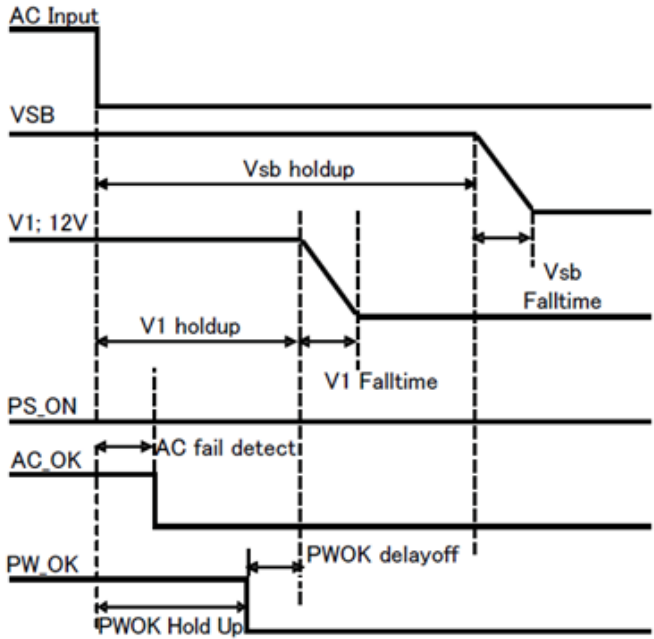 AC Input
VSB
Vsb holdup
V1; 12V
Vsb
Falltime
V1 holdup
V1 Falltime
PS_ON
AC fail detect
AC_OK
PWOK delayoff
PW_OK
PWOK Hold Up